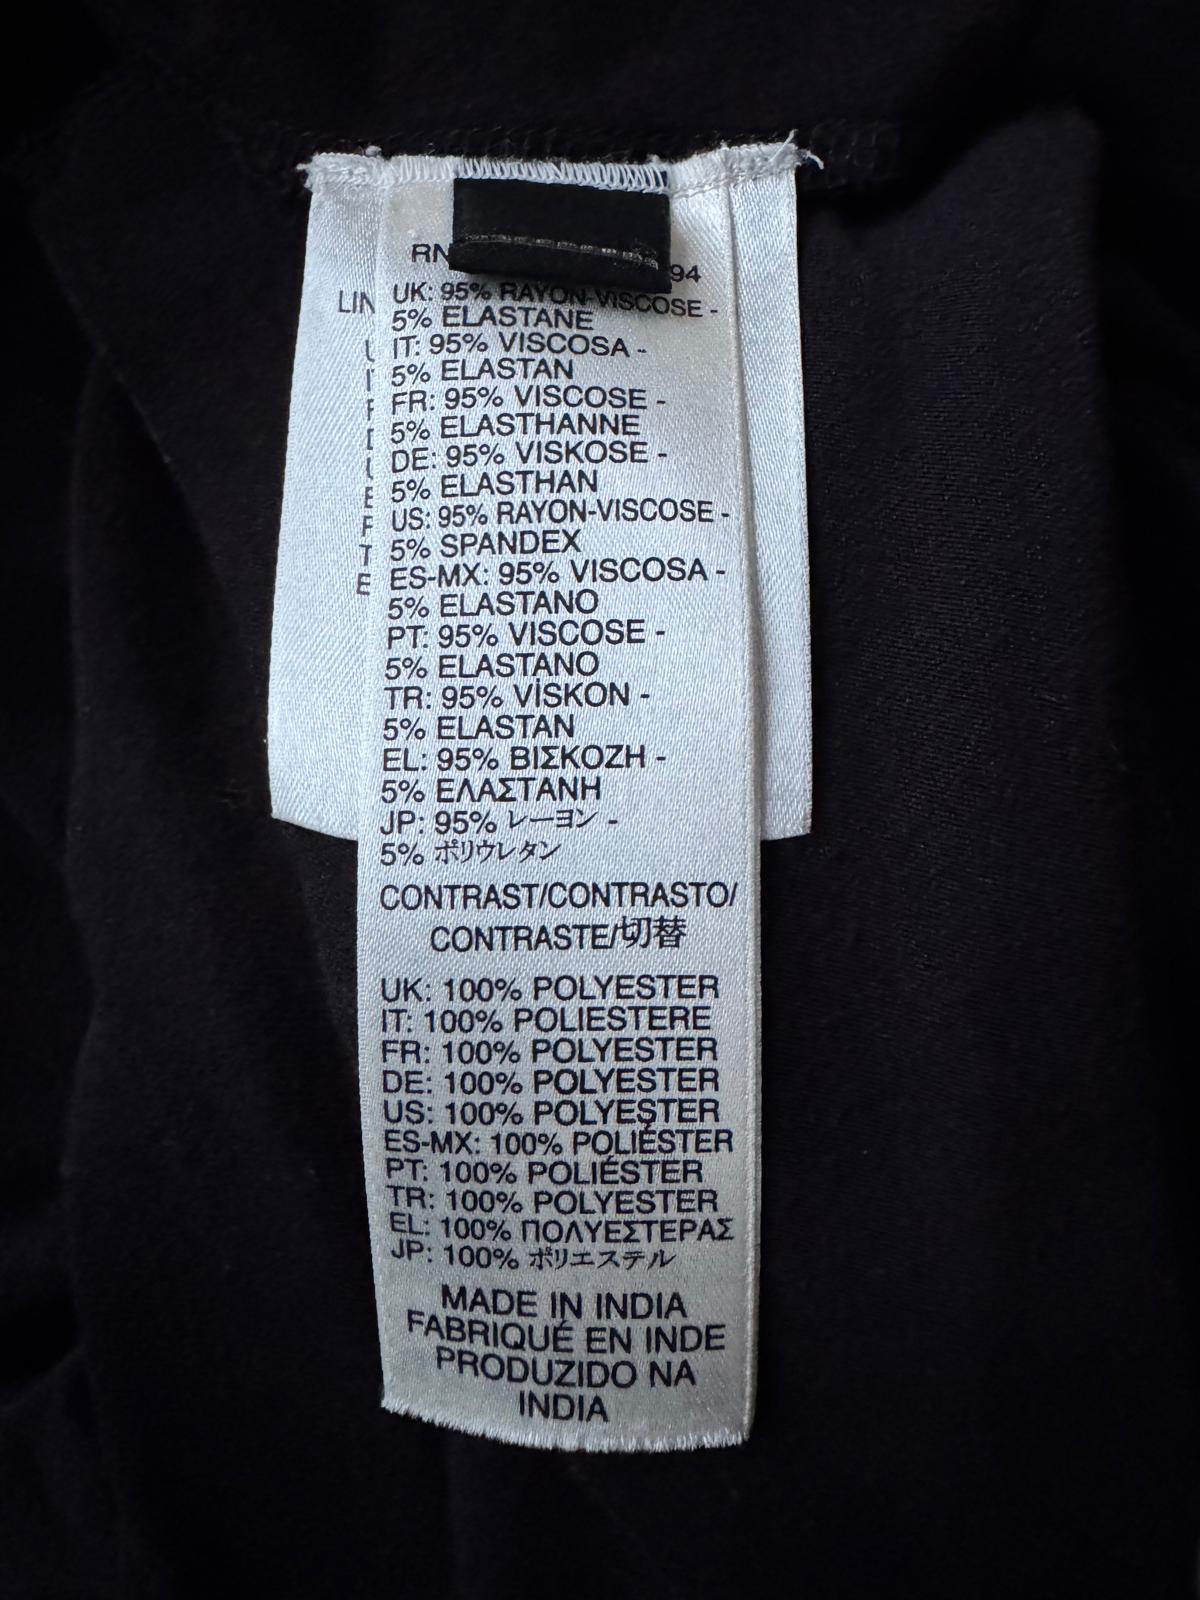 RN
94
UK: 95% RAYON-VISCOSE -
5% ELASTANE
IT: 95% VISCOSA -
5% ELASTAN
FR: 95% VISCOSE -
5% ELASTHANNE
DE: 95% VISKOSE -
5% ELASTHAN
US: 95% RAYON-VISCOSE -
5% SPANDEX
ES-MX: 95% VISCOSA -
5% ELASTANO
PT: 95% VISCOSE -
5% ELASTANO
TR: 95% VİSKON -
5% ELASTAN
EL: 95% ΒΙΣΚΟΖΗ -
5% ΕΛΑΣΤΑΝΗ
JP: 95% レーヨン -
5% ポリウレタン
CONTRAST/CONTRASTO/
CONTRASTE/切替
UK: 100% POLYESTER
IT: 100% POLIESTERE
FR: 100% POLYESTER
DE: 100% POLYESTER
US: 100% POLYESTER
ES-MX: 100% POLIÉSTER
PT: 100% POLIÉSTER
TR: 100% POLYESTER
EL: 100% ΠΟΛΥΕΣΤΕΡΑΣ
JP: 100% ポリエステル
MADE IN INDIA
FABRIQUÉ EN INDE
PRODUZIDO NA
INDIA